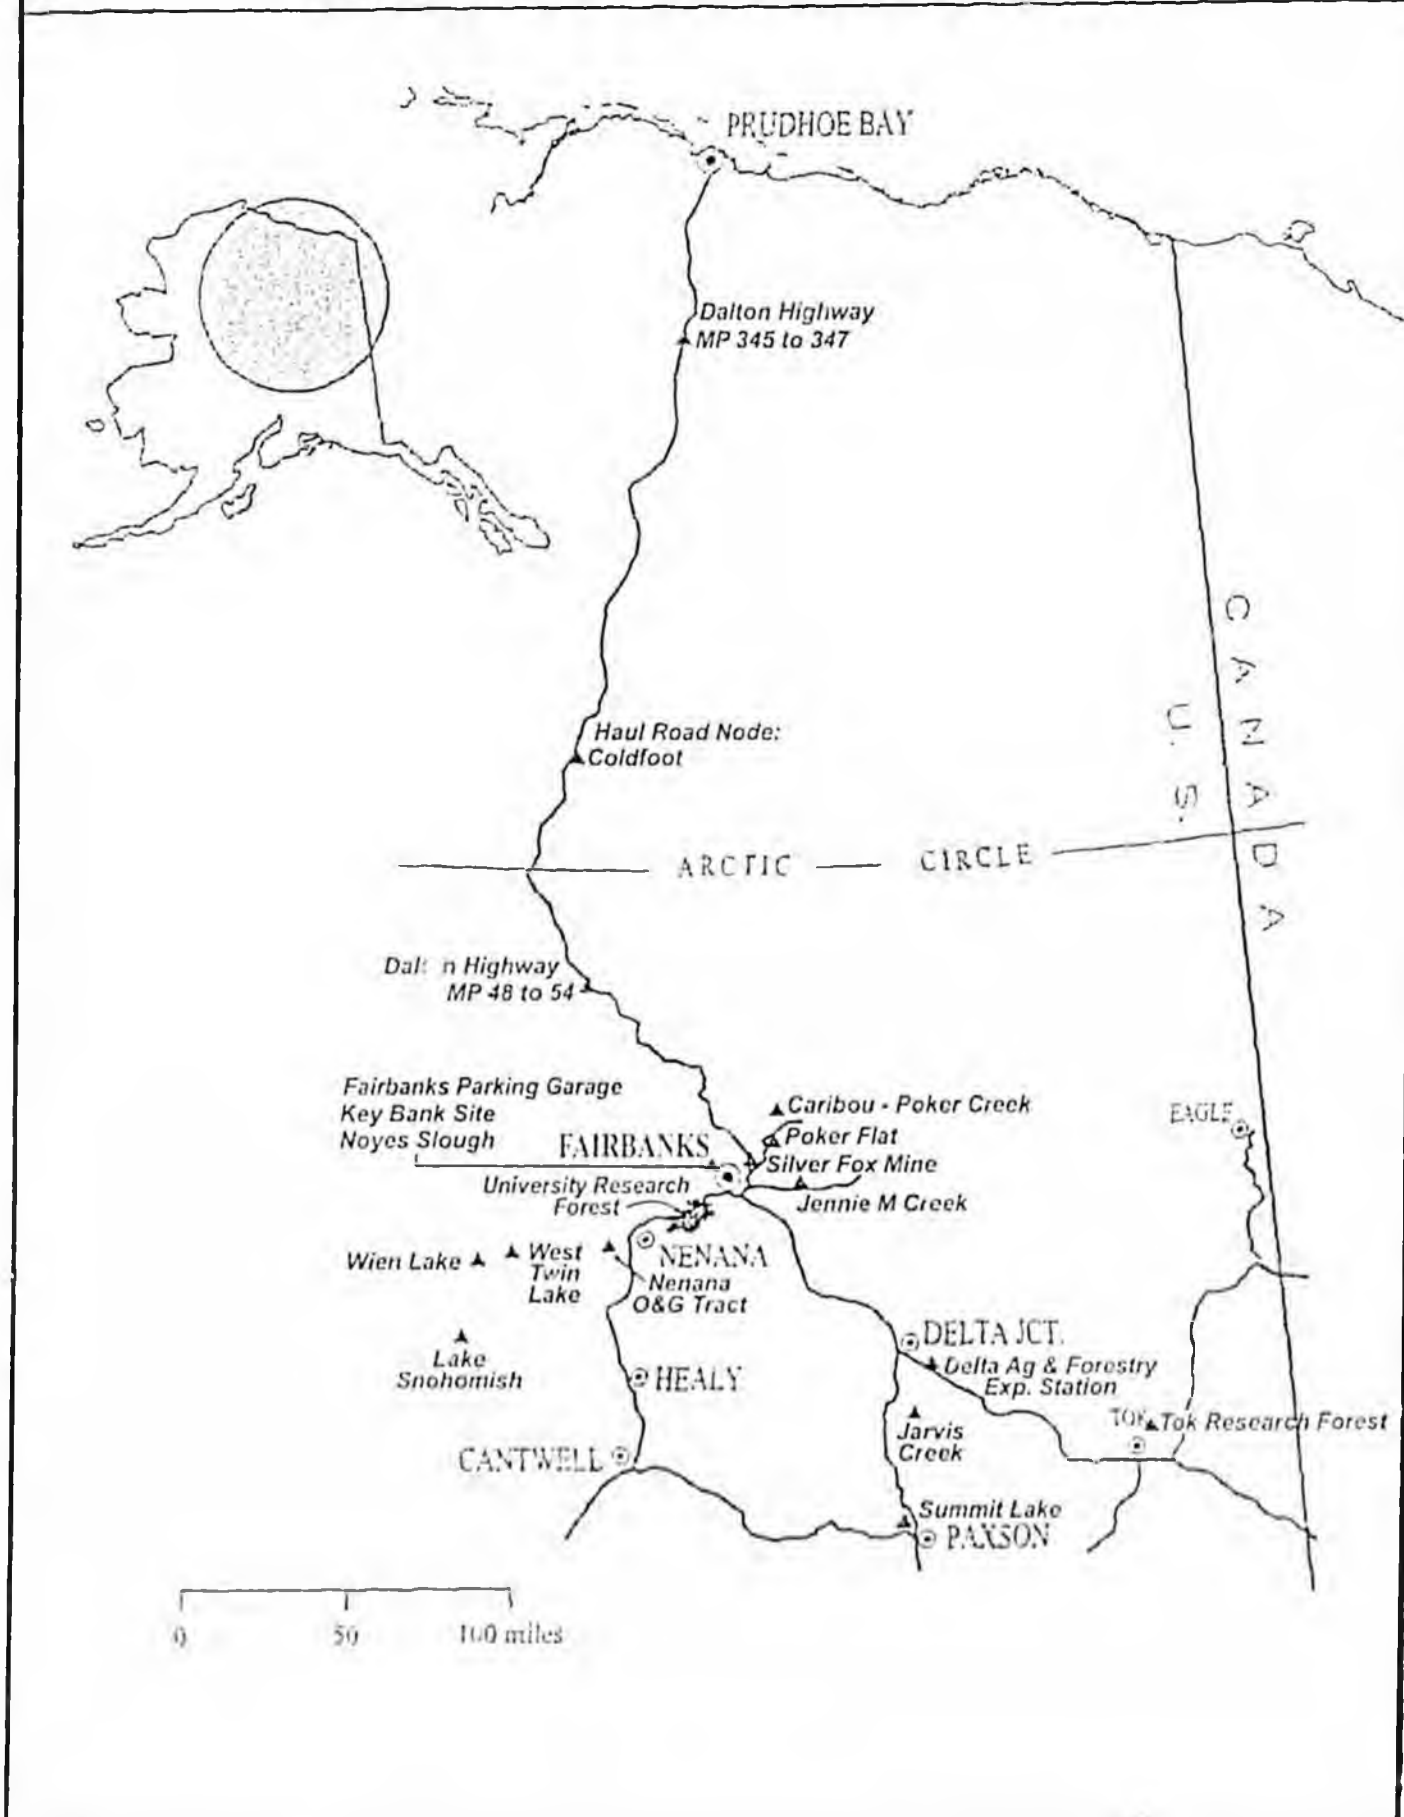 PRUDHOE BAY
Dalton Highway
MP 345 to 347
CANADA
U. S.
Haul Road Node:
Coldfoot
ARCTIC CIRCLE
Highway
MP 48 to 54
Fairbanks Parking Garage
Key Bank Site
Noyes Slough
FAIRBANKS
Caribou - Poker Creek
Poker Flat
Silver Fox Mine
Jennie M Creek
EAGLE
University Research
Forest
Wien Lake
West
Twin
Lake
NENANA
Nenana
O&G Tract
Lake
Snohomish
HEALY
DELTA JCT.
Delta Ag & Forestry
Exp. Station
Jarvis
Creek
TOK
Tok Research Forest
CANTWELL
Summit Lake
PAXSON
0 50 100 miles